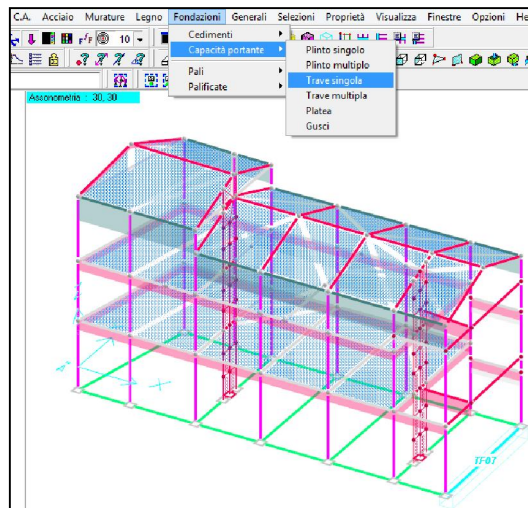 C.A. Acciaio Murature Legno Fondazioni Generali Selezioni Proprietà Visualizza Finestre Opzioni He
10
Cedimenti
Capacità portante
Pali
Palificate
Plinto singolo
Plinto multiplo
Trave singola
Trave multipla
Platea
Gusci
Assonometria : 30, 30
X
TF07